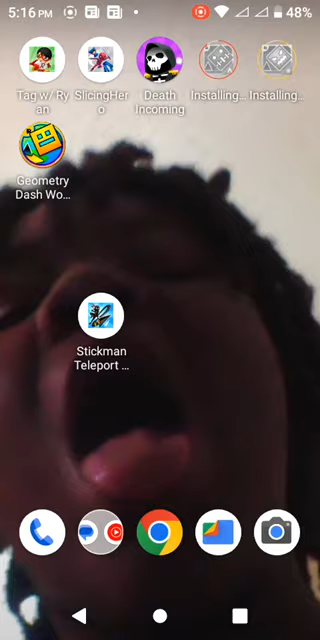 5:16 PM 48%
Tag w/ Ry
an
SlicingHer
o
Death
Incoming
Installing...
Installing...
Geometry
Dash Wo...
Stickman
Teleport ...